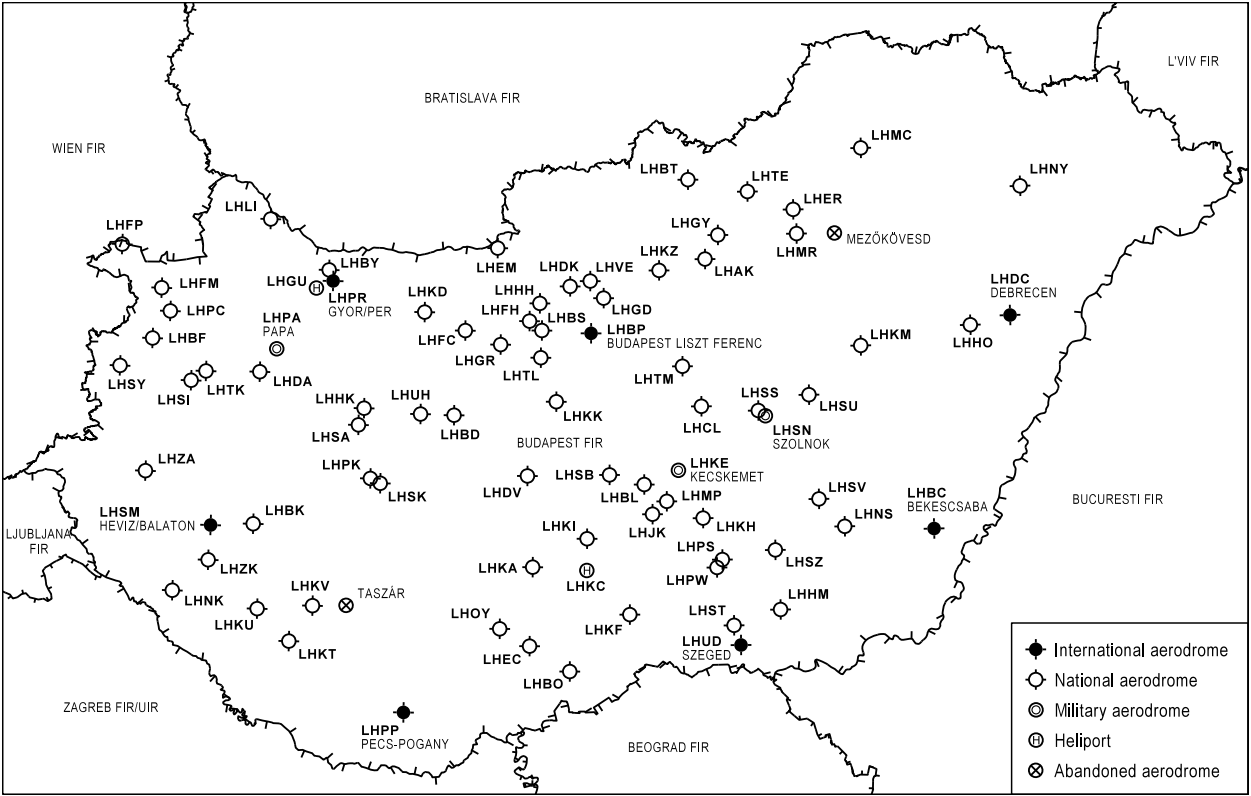 L'VIV FIR
BRATISLAVA FIR
WIEN FIR
LHMC
LHBT
LHTE
LHNY
LHLI
LHER
LHFP
LHGY
LHMR
MEZŐKÖVESD
LHEM
LHKZ
LHAK
LHBY
LHDK
LHVE
LHGU
LHFM
LHPR
GYOR/PER
LHKD
LHHH
LHGD
LHDC
DEBRECEN
LHPC
LHPA
PAPA
LHFH
LHBS
LHBP
BUDAPEST LISZT FERENC
LHBF
LHFC
LHGR
LHKM
LHHO
LHTL
LHSY
LHSI
LHTK
LHDA
LHTM
LHHK
LHUH
LHKK
LHSS
LHSU
LHSA
LHBD
LHCL
LHSN
SZOLNOK
BUDAPEST FIR
LHZA
LHPK
LHSK
LHDV
LHSB
LHKE
KECSKEMET
LHBL
LHMP
LHSV
LHBC
BEKESCSABA
BUCURESTI FIR
LHSM
HEVIZ/BALATON
LHBK
LHJK
LHKH
LHNS
LJUBLJANA
FIR
LHKI
LHPS
LHSZ
LHZK
LHKA
LHKC
LHPW
LHNK
LHKV
TASZÁR
LHKU
LHOY
LHKF
LHST
LHHM
LHKT
LHEC
LHUD
SZEGED
LHBO
ZAGREB FIR/UIR
LHPP
PECS-POGANY
BEOGRAD FIR
International aerodrome
National aerodrome
Military aerodrome
H Heliport
Abandoned aerodrome